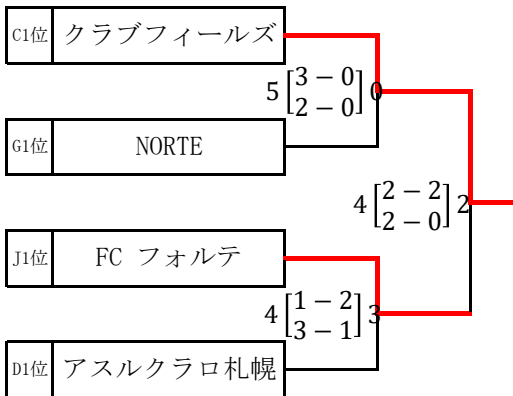 C1位 クラブフィールズ
5 [3 − 0
2 − 0] 0
G1位 NORTE
4 [2 − 2
2 − 0] 2
J1位 FC フォルテ
4 [1 − 2
3 − 1] 3
D1位 アスルクラロ札幌